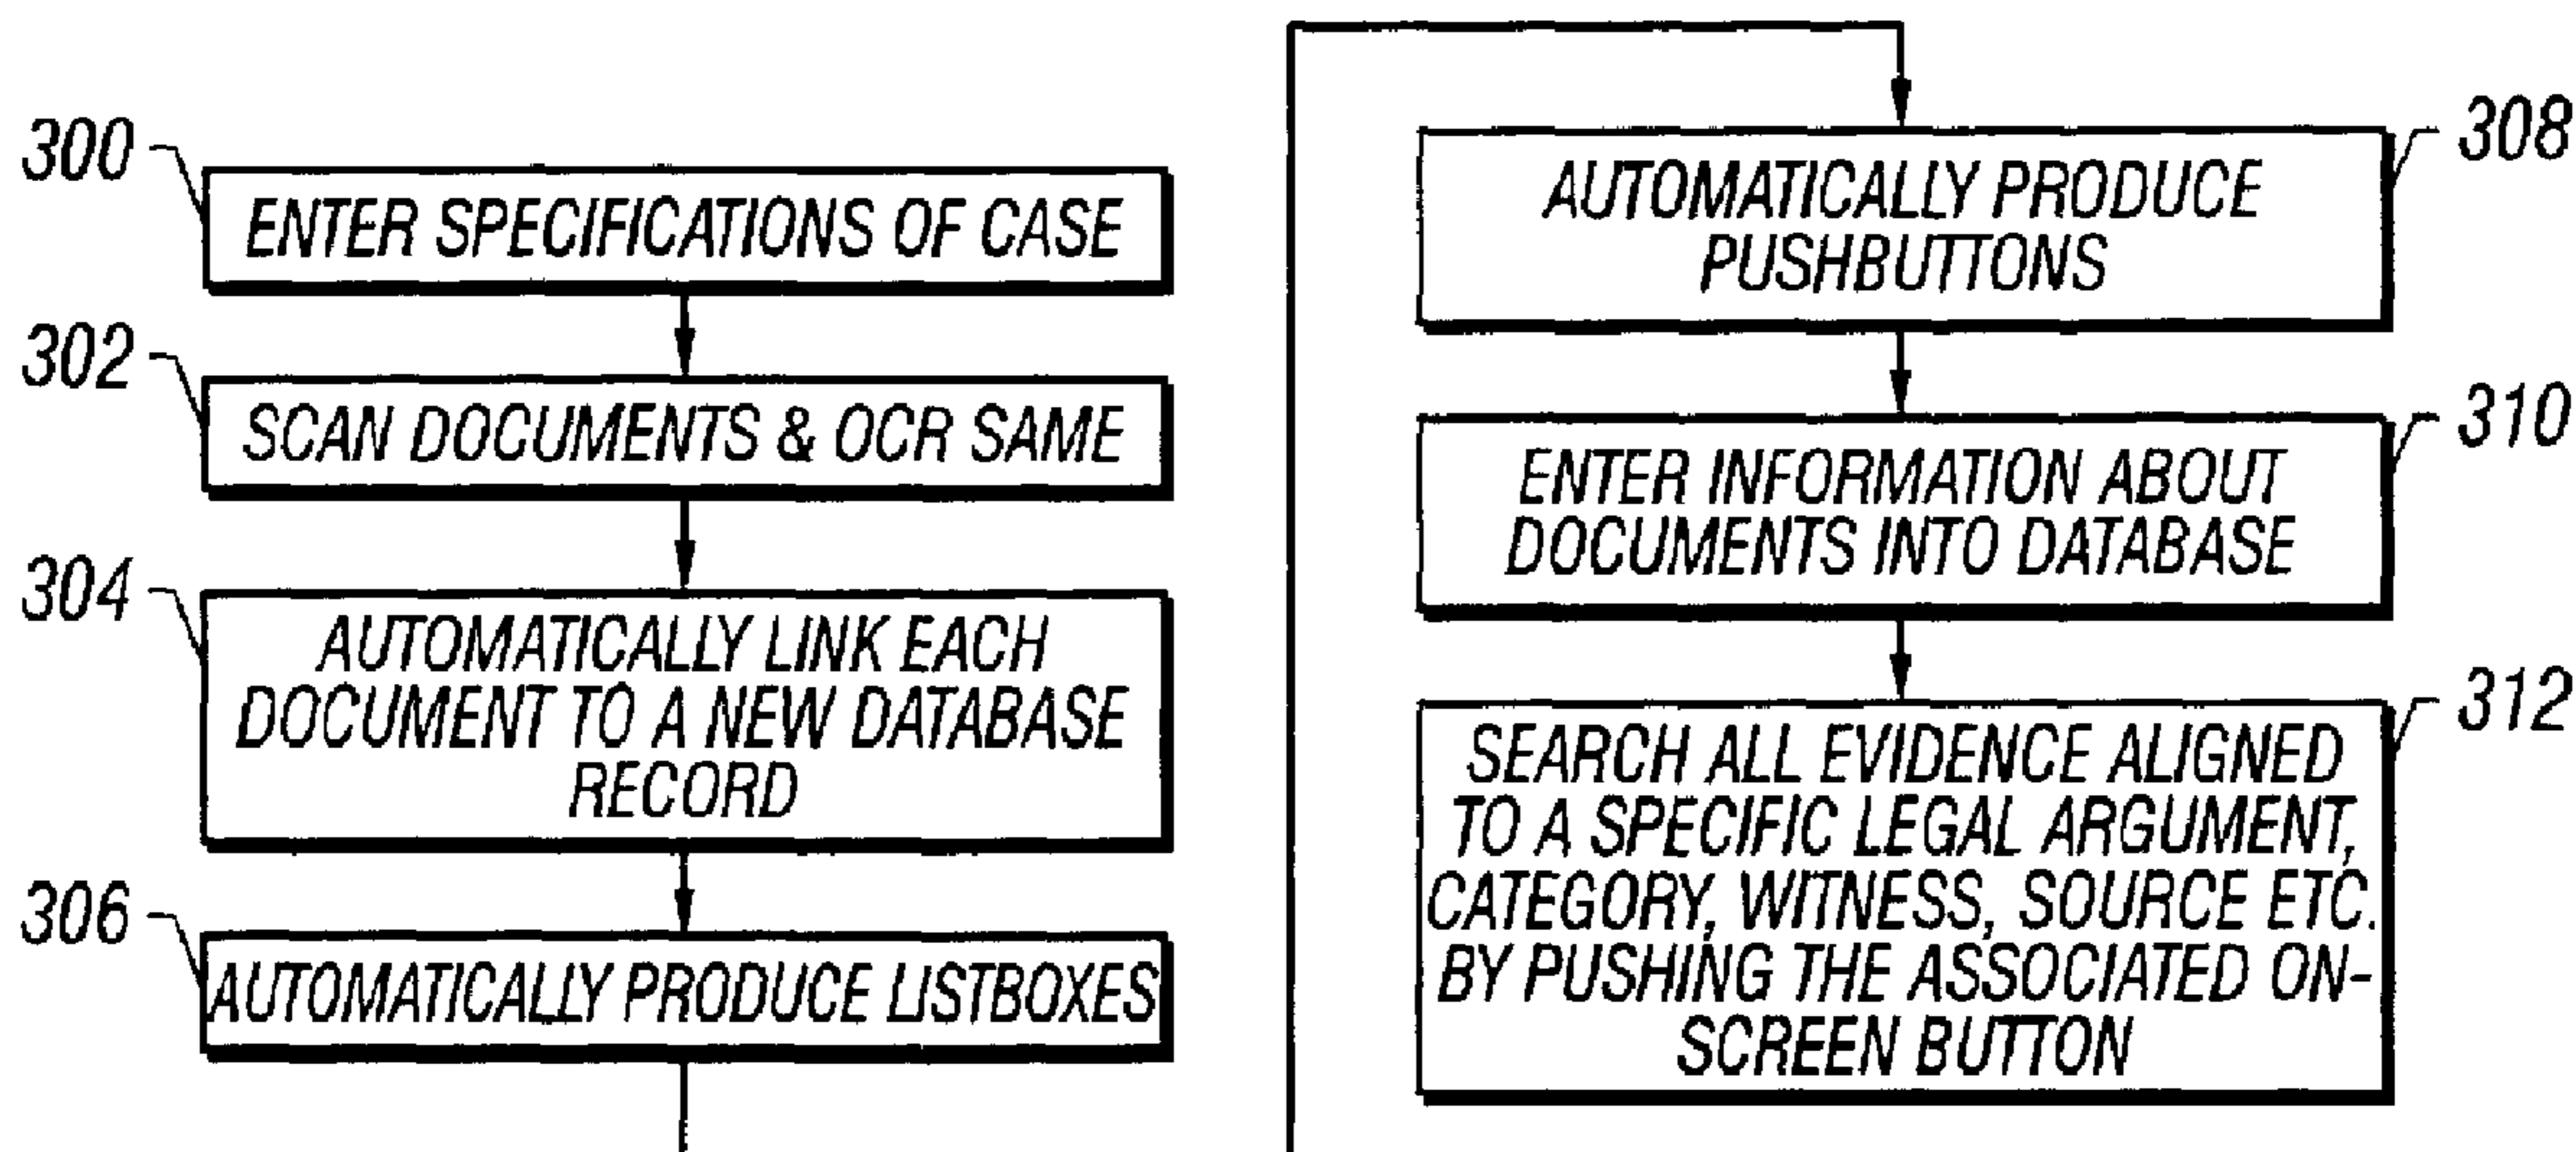 300
ENTER SPECIFICATIONS OF CASE
302
SCAN DOCUMENTS & OCR SAME
304
AUTOMATICALLY LINK EACH
DOCUMENT TO A NEW DATABASE
RECORD
306
AUTOMATICALLY PRODUCE LISTBOXES
308
AUTOMATICALLY PRODUCE
PUSHBUTTONS
310
ENTER INFORMATION ABOUT
DOCUMENTS INTO DATABASE
312
SEARCH ALL EVIDENCE ALIGNED
TO A SPECIFIC LEGAL ARGUMENT,
CATEGORY, WITNESS, SOURCE ETC.
BY PUSHING THE ASSOCIATED ON-
SCREEN BUTTON